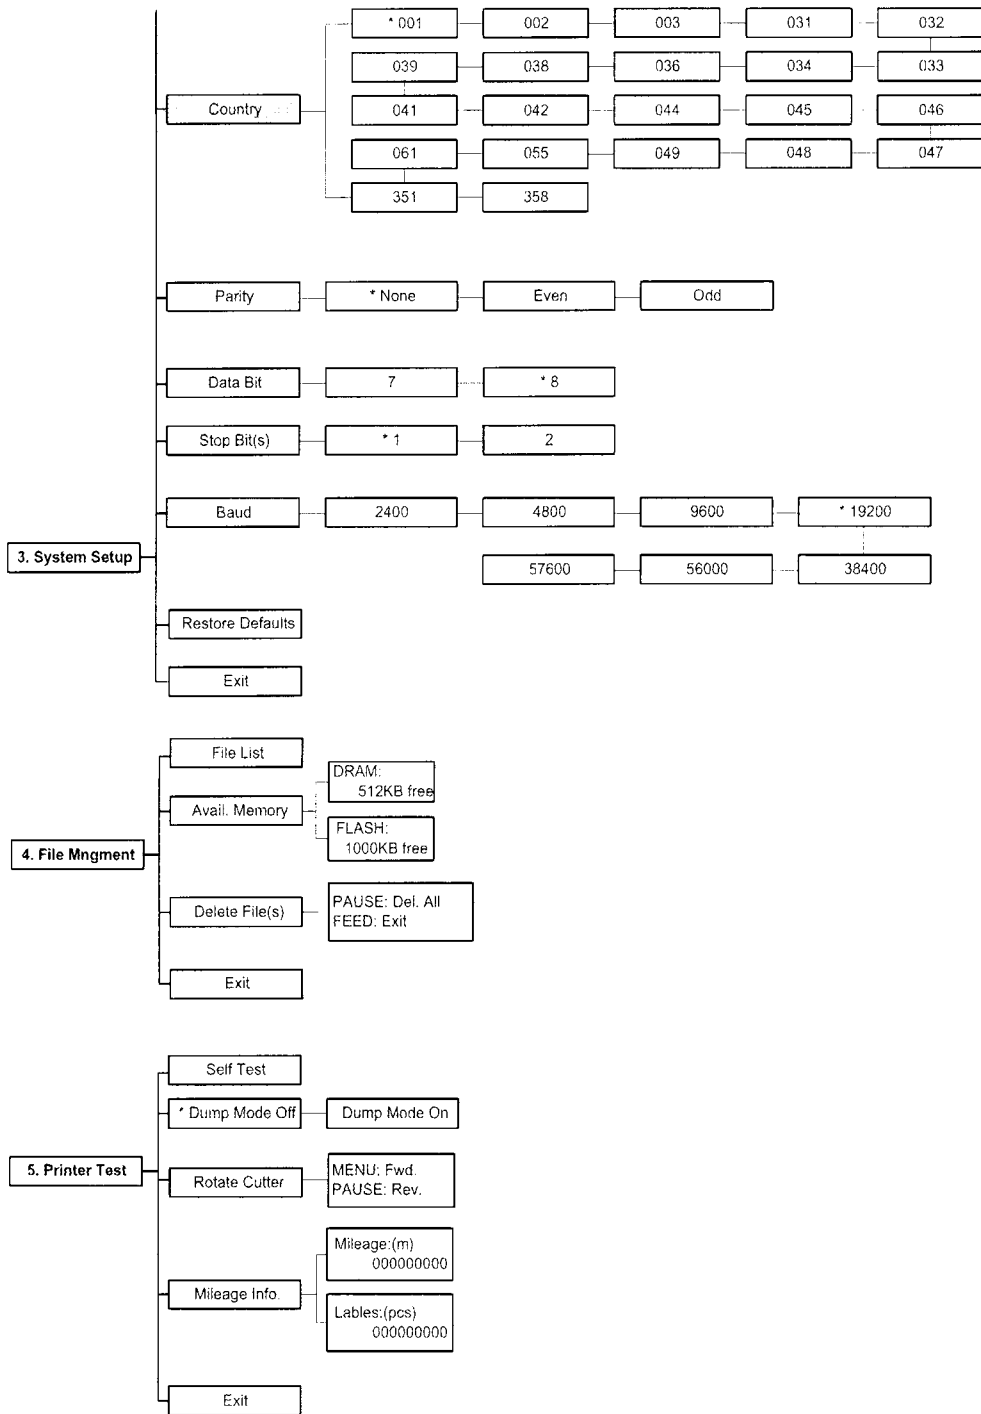 * 001 002 003 031 032
039 038 036 034 033
Country 041 042 044 045 046
061 055 049 048 047
351 358
Parity * None Even Odd
Data Bit 7 * 8
Stop Bit(s) * 1 2
Baud 2400 4800 9600 * 19200
3. System Setup
57600 56000 38400
Restore Defaults
Exit
File List
DRAM:
512KB free
Avail. Memory
FLASH:
1000KB free
4. File Mngment
Delete File(s)
PAUSE: Del. All
FEED: Exit
Exit
Self Test
* Dump Mode Off Dump Mode On
5. Printer Test
Rotate Cutter
MENU: Fwd.
PAUSE: Rev.
Mileage:(m)
000000000
Mileage Info.
Lables:(pcs)
000000000
Exit